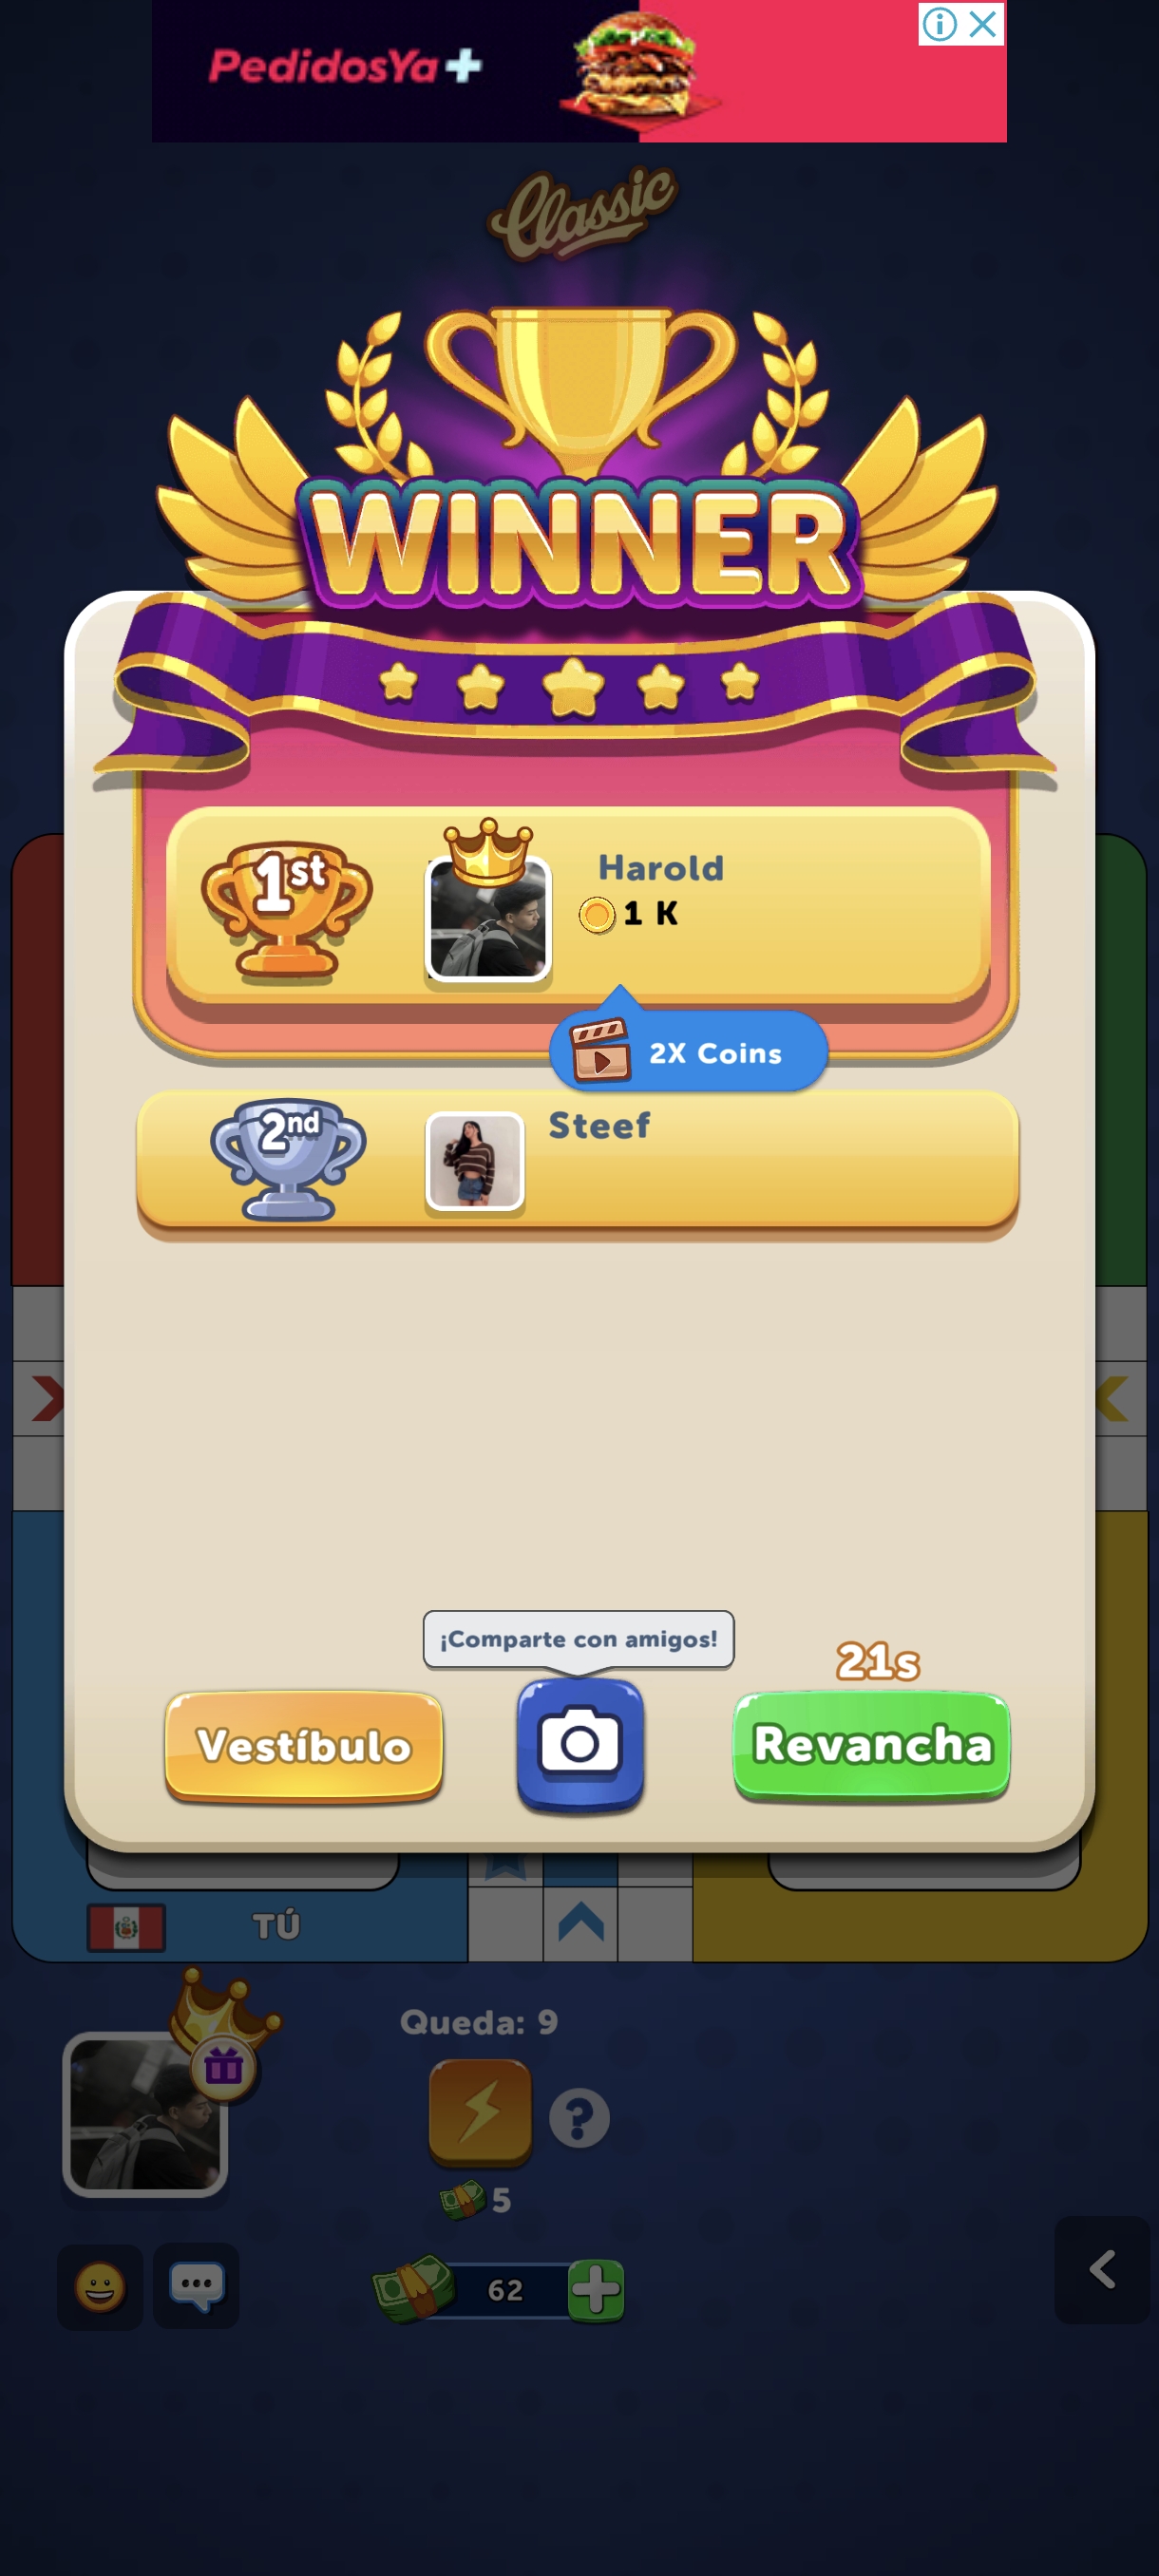 PedidosYa+
Classic
WINNER
1st
Harold
1 K
2X Coins
2nd
Steef
¡Comparte con amigos!
21s
Vestíbulo
Revancha
TÚ
Queda: 9
?
5
62